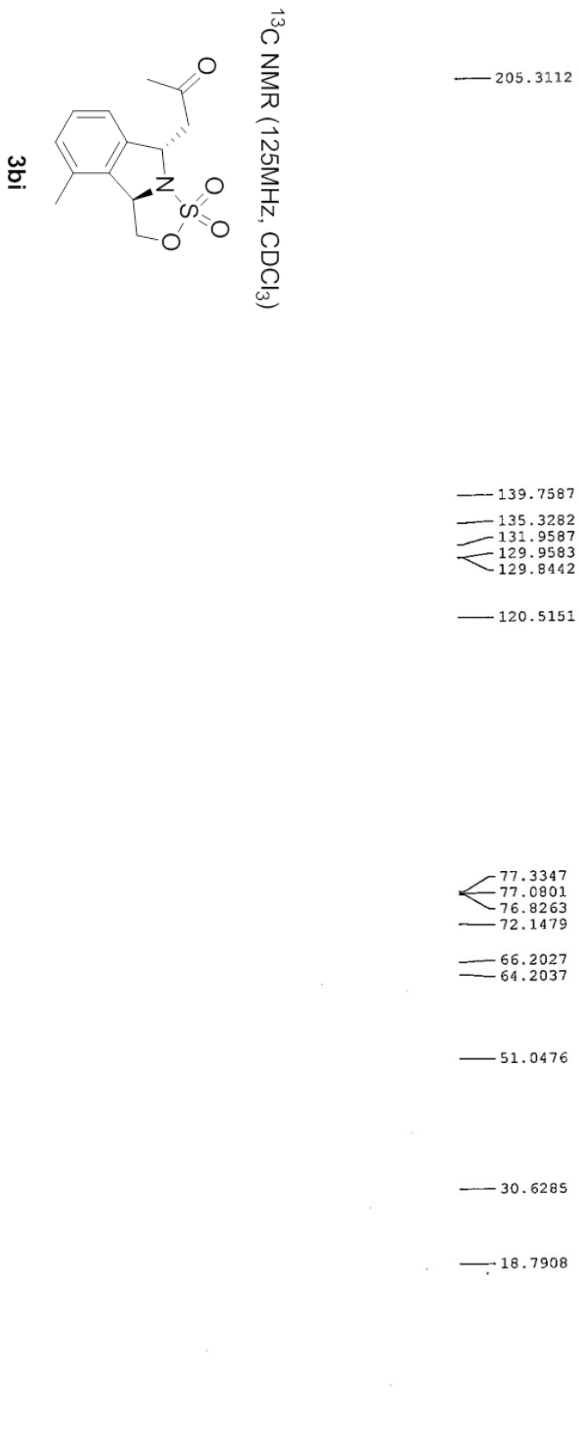 ¹³C NMR (125MHz, CDCl₃)
O
N
S
O
O
O
3bi
205.3112
139.7587
135.3282
131.9587
129.9583
129.8442
120.5151
77.3347
77.0801
76.8263
72.1479
66.2027
64.2037
51.0476
30.6285
18.7908